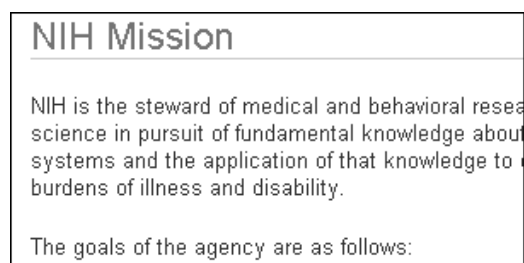 NIH Mission
NIH is the steward of medical and behavioral resea
science in pursuit of fundamental knowledge about
systems and the application of that knowledge to
burdens of illness and disability.
The goals of the agency are as follows: